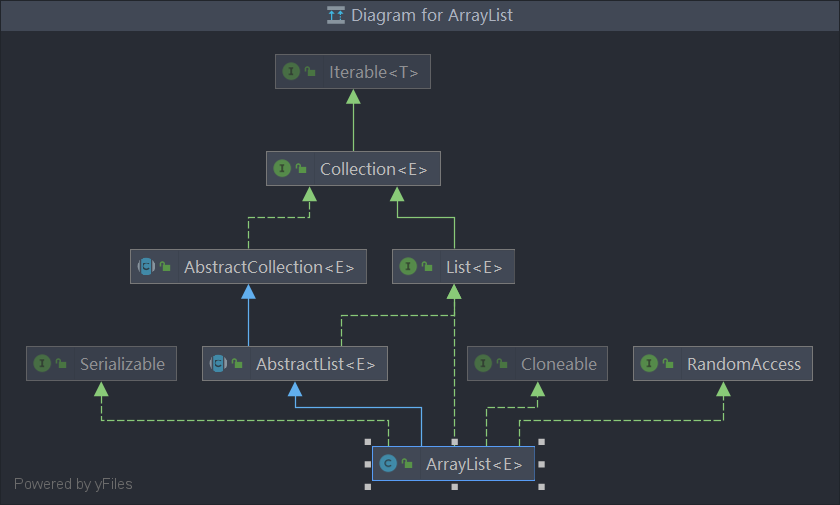 Diagram for ArrayList
I Iterable<T>
I Collection<E>
C AbstractCollection<E>
I List<E>
I Serializable
C AbstractList<E>
I Cloneable
I RandomAccess
C ArrayList<E>
Powered by yFiles